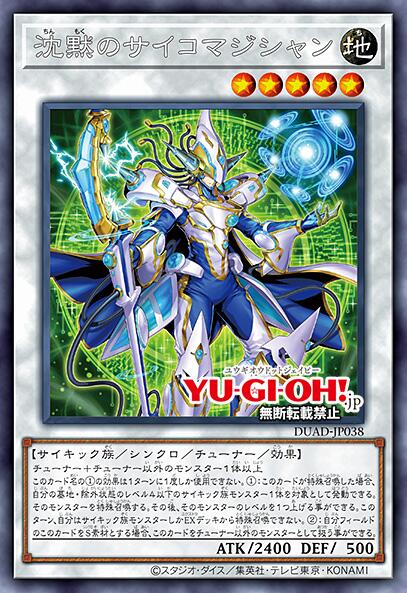 沈黙のサイコマジシャン 地
ユウギオウドットジェイピー
YU-GI-OH!.jp
無断転載禁止
DUAD-JP038
【サイキック族／シンクロ／チューナー／効果】
チューナー＋チューナー以外のモンスター1体以上
このカード名の①の効果は1ターンに1度しか使用できない。①：このカードが特殊召喚した場合、
自分の墓地・除外状態のレベル4以下のサイキック族モンスター1体を対象として発動できる。
そのモンスターを特殊召喚する。その後、そのモンスターのレベルを1つ上げる事ができる。この
ターン、自分はサイキック族モンスターしかEXデッキから特殊召喚できない。②：自分フィールド
のこのカードをS素材とする場合、このカードをチューナー以外のモンスターとして扱う事ができる。
ATK/2400 DEF/ 500
©スタジオ・ダイス／集英社・テレビ東京・KONAMI